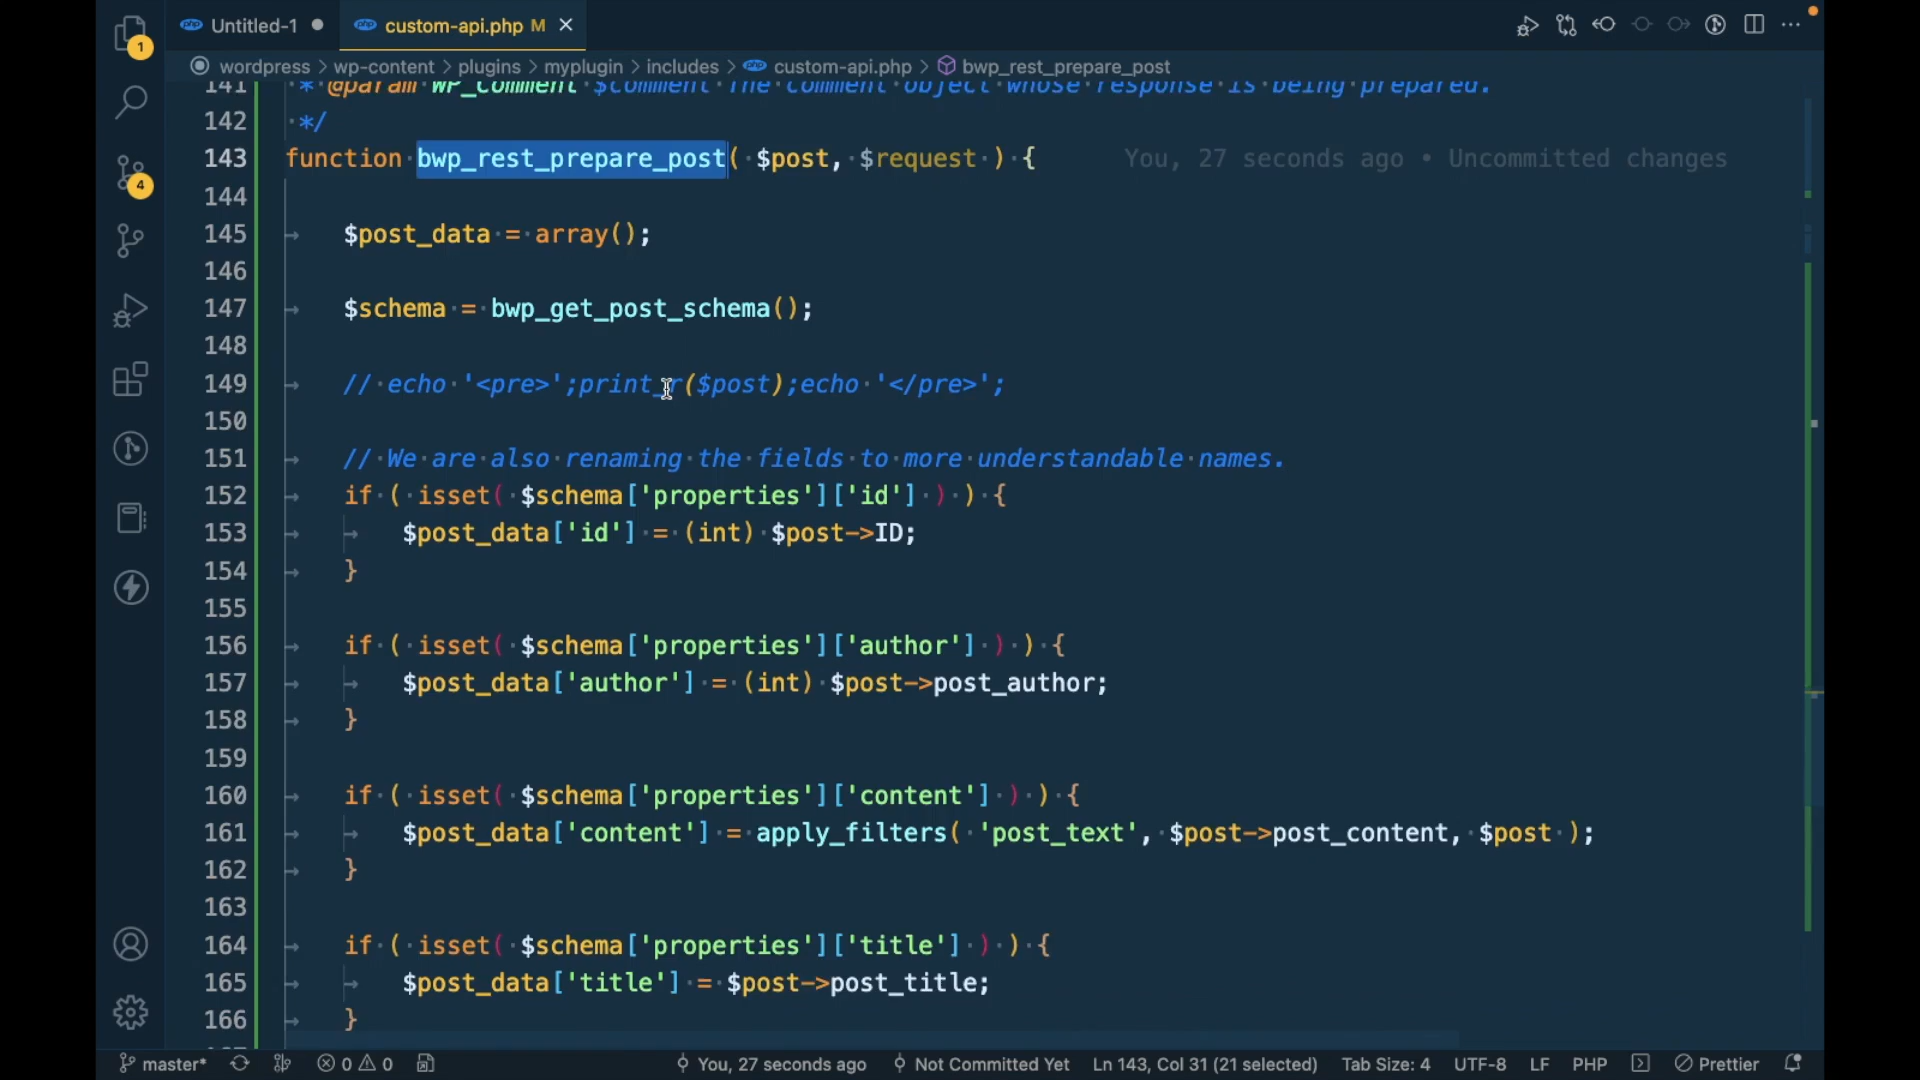 Untitled-1
custom-api.php M
wordpress > wp-content > plugins > myplugin > includes > custom-api.php > bwp_rest_prepare_post
141 * @param WP_Comment $comment The comment object whose response is being prepared.
142 */
143 function bwp_rest_prepare_post( $post, $request ) { You, 27 seconds ago • Uncommitted changes
144
145 $post_data = array();
146
147 $schema = bwp_get_post_schema();
148
149 // echo '<pre>';print_r($post);echo '</pre>';
150
151 // We are also renaming the fields to more understandable names.
152 if ( isset( $schema['properties']['id'] ) ) {
153 $post_data['id'] = (int) $post->ID;
154 }
155
156 if ( isset( $schema['properties']['author'] ) ) {
157 $post_data['author'] = (int) $post->post_author;
158 }
159
160 if ( isset( $schema['properties']['content'] ) ) {
161 $post_data['content'] = apply_filters( 'post_text', $post->post_content, $post );
162 }
163
164 if ( isset( $schema['properties']['title'] ) ) {
165 $post_data['title'] = $post->post_title;
166 }
1
4
master* 0 0 You, 27 seconds ago Not Committed Yet Ln 143, Col 31 (21 selected) Tab Size: 4 UTF-8 LF PHP Prettier